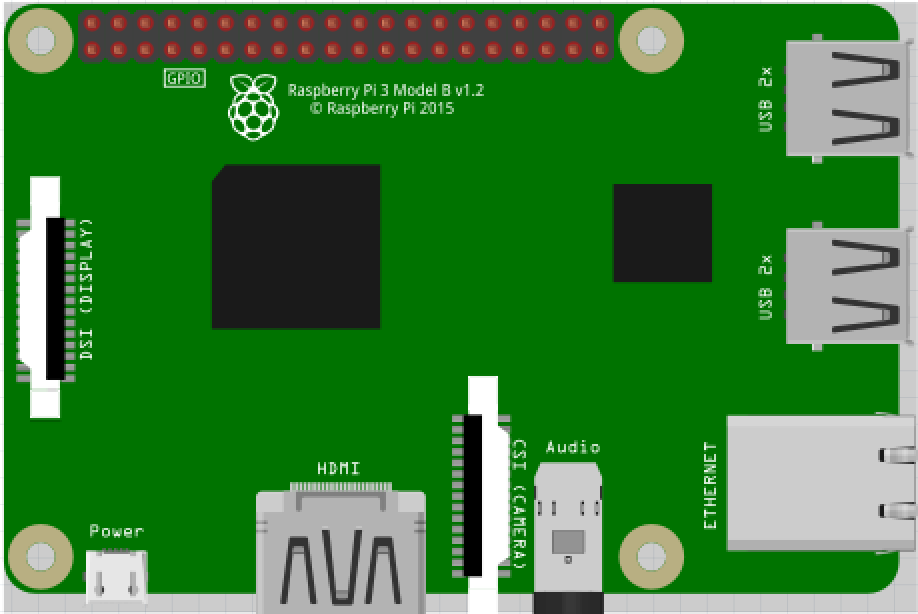 GPIO
Raspberry Pi 3 Model B v1.2
© Raspberry Pi 2015
USB 2x
DSI (DISPLAY)
USB 2x
HDMI
CSI (CAMERA)
Audio
ETHERNET
Power